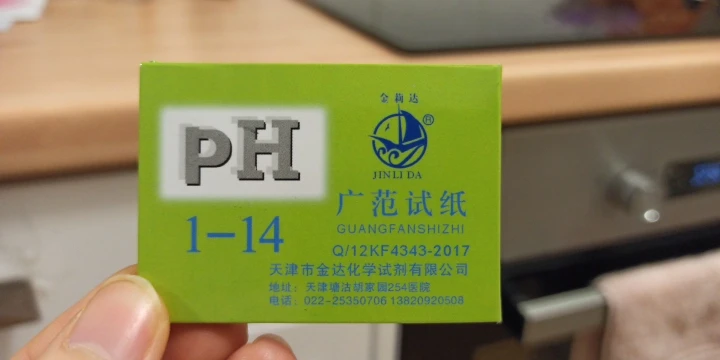 pH
1-14
金莉达
JINLI DA
®
广范试纸
GUANGFANSHIZHI
Q/12KF4343-2017
天津市金达化学试剂有限公司
地址：天津塘沽胡家园254医院
电话：022-25350706 13820920508